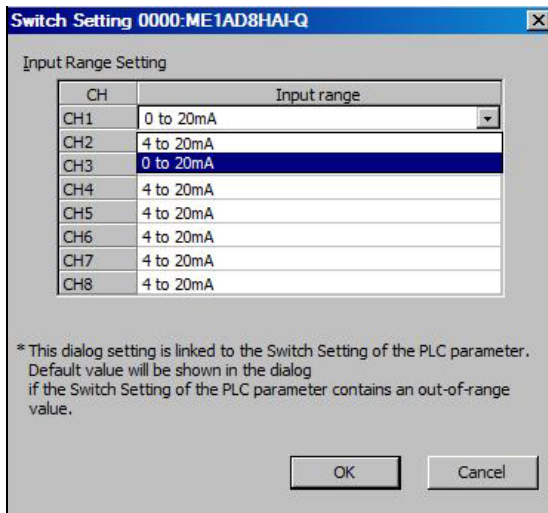 Switch Setting 0000:ME1AD8HAI-Q
Input Range Setting
CH Input range
CH1 0 to 20mA
CH2 4 to 20mA
CH3 0 to 20mA
CH4 4 to 20mA
CH5 4 to 20mA
CH6 4 to 20mA
CH7 4 to 20mA
CH8 4 to 20mA
* This dialog setting is linked to the Switch Setting of the PLC parameter.
Default value will be shown in the dialog
if the Switch Setting of the PLC parameter contains an out-of-range
value.
OK Cancel